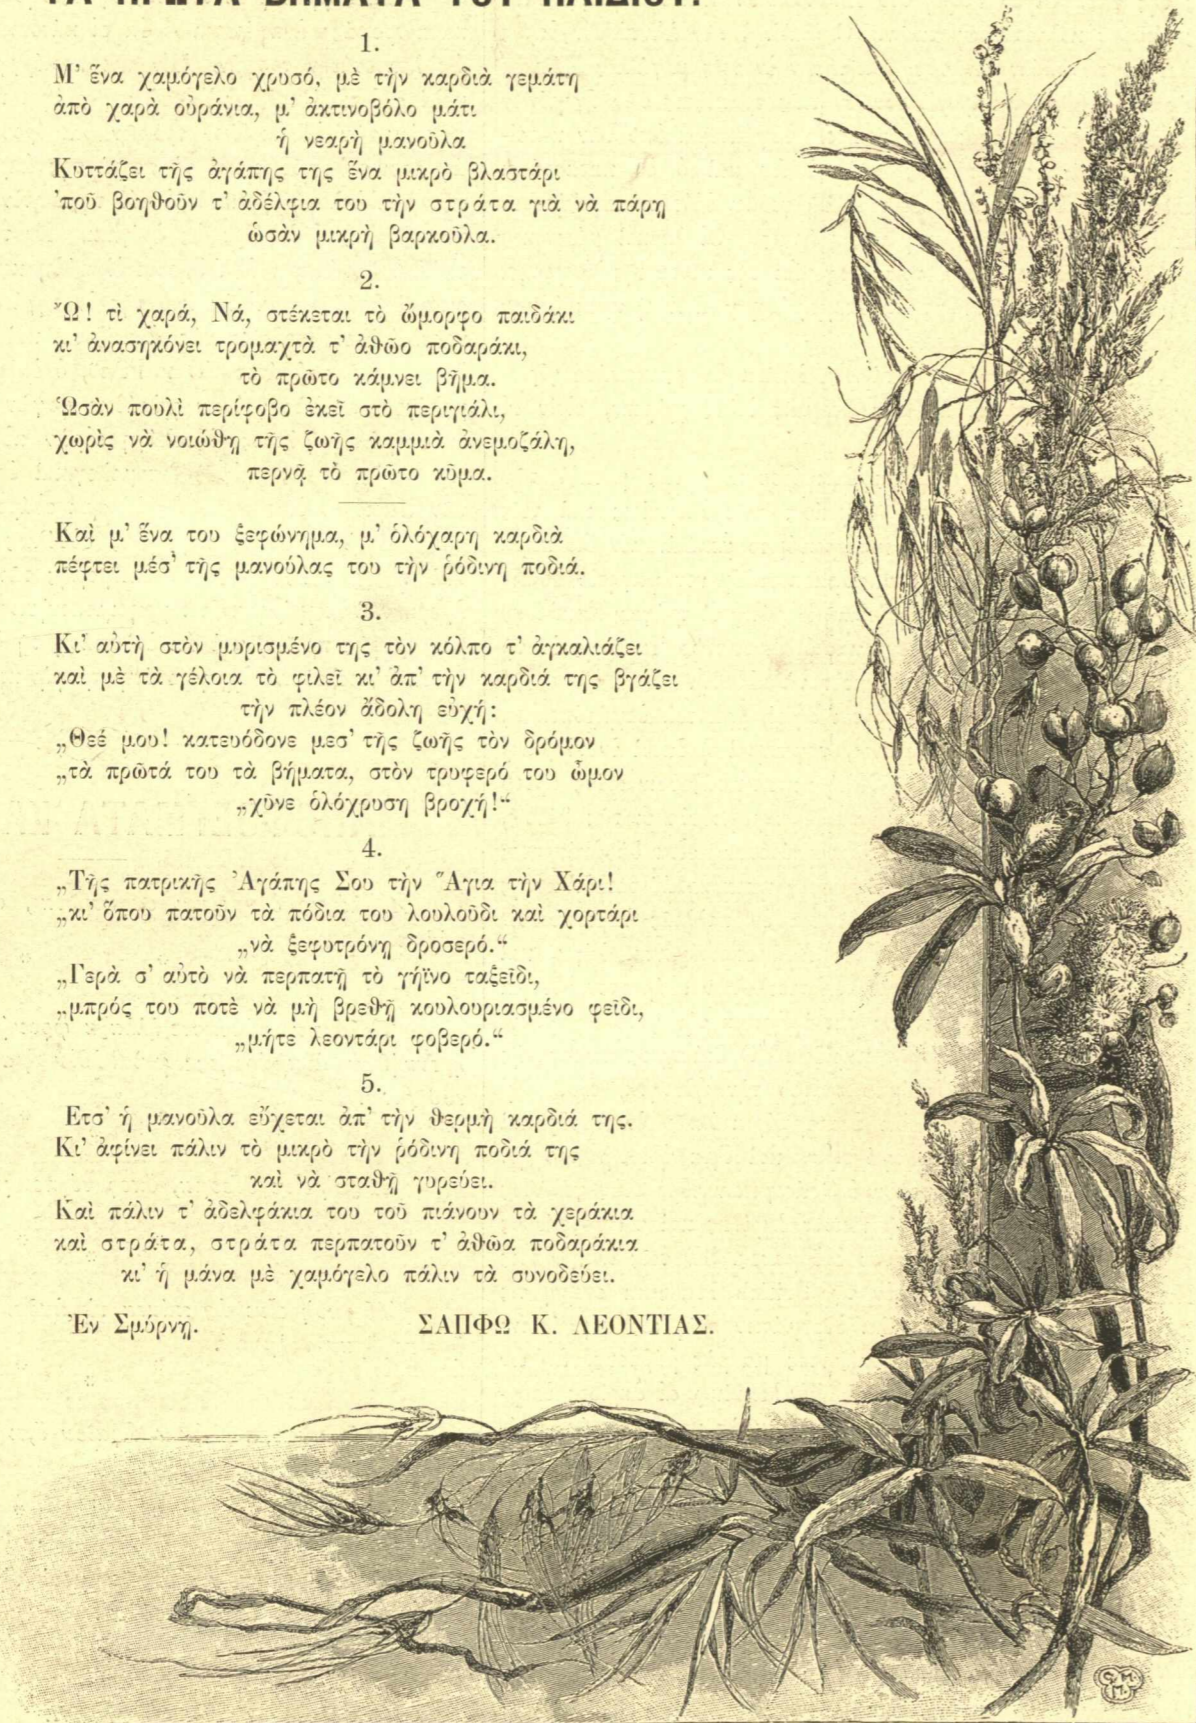 ΤΑ ΠΡΩΤΑ ΒΗΜΑΤΑ ΤΟΥ ΠΑΙΔΙΟΥ.
1.
Μ' ἕνα χαμόγελο χρυσό, μὲ τὴν καρδιὰ γεμάτη
ἀπὸ χαρὰ οὐράνια, μ' ἀκτινοβόλο μάτι
ἡ νεαρὴ μανοῦλα
Κυττάζει τῆς ἀγάπης της ἕνα μικρὸ βλαστάρι
'ποῦ βοηθοῦν τ' ἀδέλφια του τὴν στράτα γιὰ νὰ πάρῃ
ὡσὰν μικρὴ βαρκοῦλα.
2.
Ὤ! τὶ χαρά, Νά, στέκεται τὸ ὤμορφο παιδάκι
κι' ἀνασηκόνει τρομαχτὰ τ' ἀθῶο ποδαράκι,
τὸ πρῶτο κάμνει βῆμα.
Ὡσὰν πουλὶ περίφοβο ἐκεῖ στὸ περιγιάλι,
χωρὶς νὰ νοιώθῃ τῆς ζωῆς καμμιὰ ἀνεμοζάλη,
περνᾷ τὸ πρῶτο κῦμα.
Καὶ μ' ἕνα του ξεφώνημα, μ' ὁλόχαρη καρδιὰ
πέφτει μέσ' τῆς μανούλας του τὴν ῥόδινη ποδιά.
3.
Κι' αὐτὴ στὸν μυρισμένο της τὸν κόλπο τ' ἀγκαλιάζει
καὶ μὲ τὰ γέλοια τὸ φιλεῖ κι' ἀπ' τὴν καρδιά της βγάζει
τὴν πλέον ἄδολη εὐχή:
„Θεέ μου! κατευόδονε μεσ' τῆς ζωῆς τὸν δρόμον
„τὰ πρῶτά του τὰ βήματα, στὸν τρυφερό του ὦμον
„χῦνε ὁλόχρυση βροχή!“
4.
„Τῆς πατρικῆς Ἀγάπης Σου τὴν Ἅγια τὴν Χάρι!
„κι' ὅπου πατοῦν τὰ πόδια του λουλοῦδι καὶ χορτάρι
„νὰ ξεφυτρόνῃ δροσερό.“
„Γερὰ σ' αὐτὸ νὰ περπατῇ τὸ γήϊνο ταξεῖδι,
„μπρός του ποτὲ νὰ μὴ βρεθῇ κουλουριασμένο φεῖδι,
„μήτε λεοντάρι φοβερό.“
5.
Ετσ' ἡ μανοῦλα εὔχεται ἀπ' τὴν θερμὴ καρδιά της.
Κι' ἀφίνει πάλιν τὸ μικρὸ τὴν ῥόδινη ποδιά της
καὶ νὰ σταθῇ γυρεύει.
Καὶ πάλιν τ' ἀδελφάκια του τοῦ πιάνουν τὰ χεράκια
καὶ στράτα, στράτα περπατοῦν τ' ἀθῶα ποδαράκια
κι' ἡ μάνα μὲ χαμόγελο πάλιν τὰ συνοδεύει.
Ἐν Σμύρνῃ. ΣΑΠΦΩ Κ. ΛΕΟΝΤΙΑΣ.